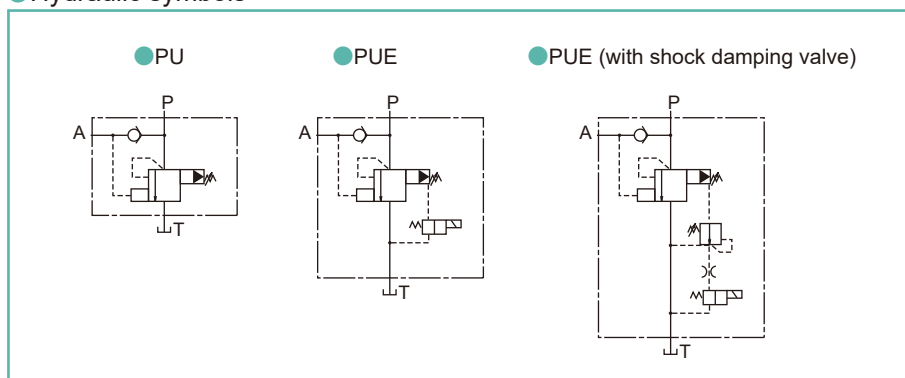 ●Hydraulic symbols
●PU
●PUE
●PUE (with shock damping valve)
P
A
T
P
A
T
P
A
T